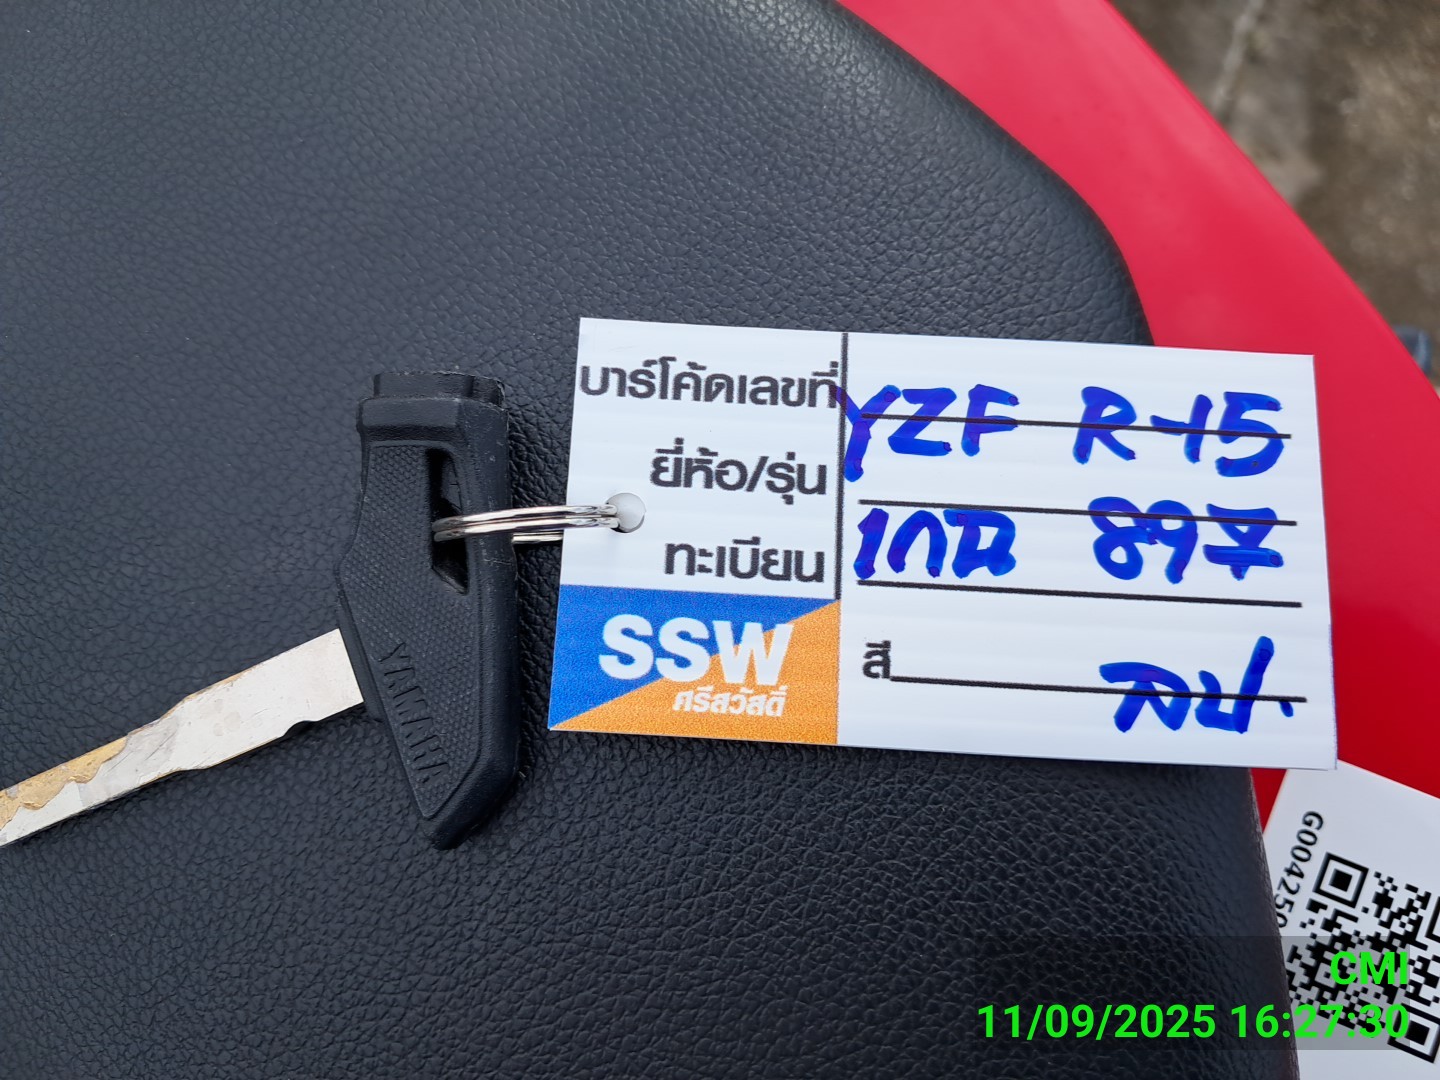 บาร์โค้ดเลขที่
YZF R-15
ยี่ห้อ/รุ่น
ทะเบียน
1กฉ 897
สี
ลป.
SSW
ศรีสวัสดิ์
YAMAHA
G004250
CMI
11/09/2025 16:27:30